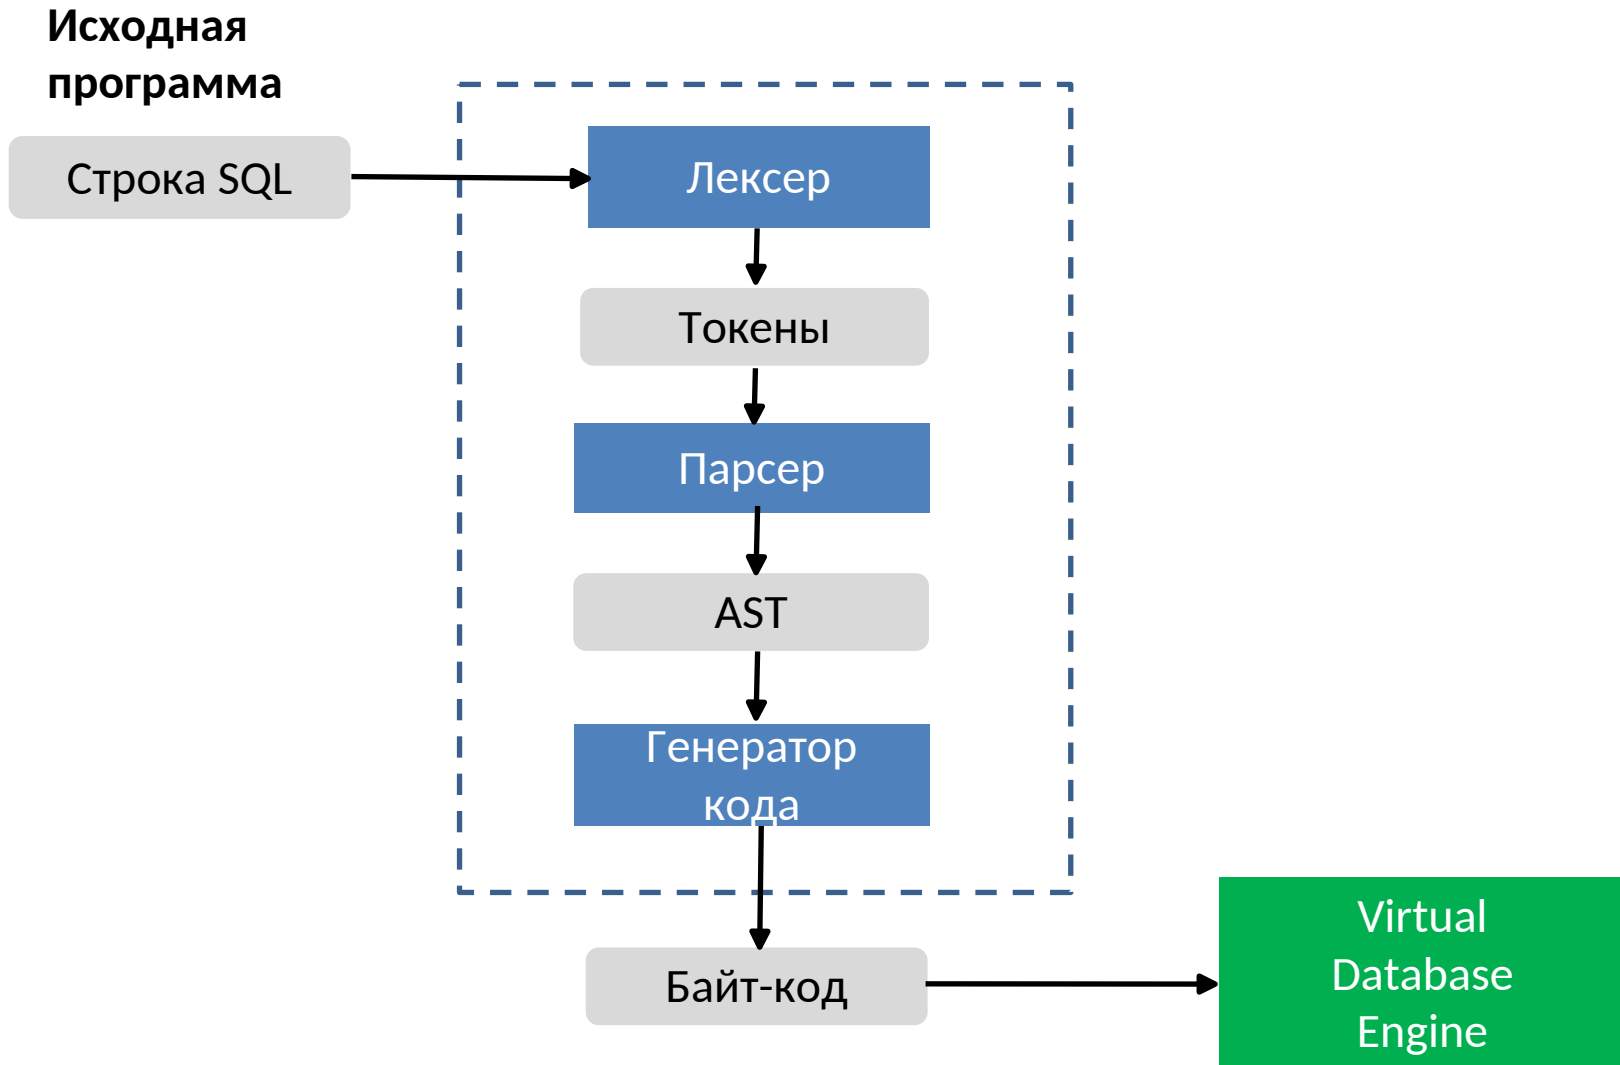 Исходная
программа
Строка SQL
Лексер
Токены
Парсер
AST
Генератор
кода
Байт-код
Virtual
Database
Engine